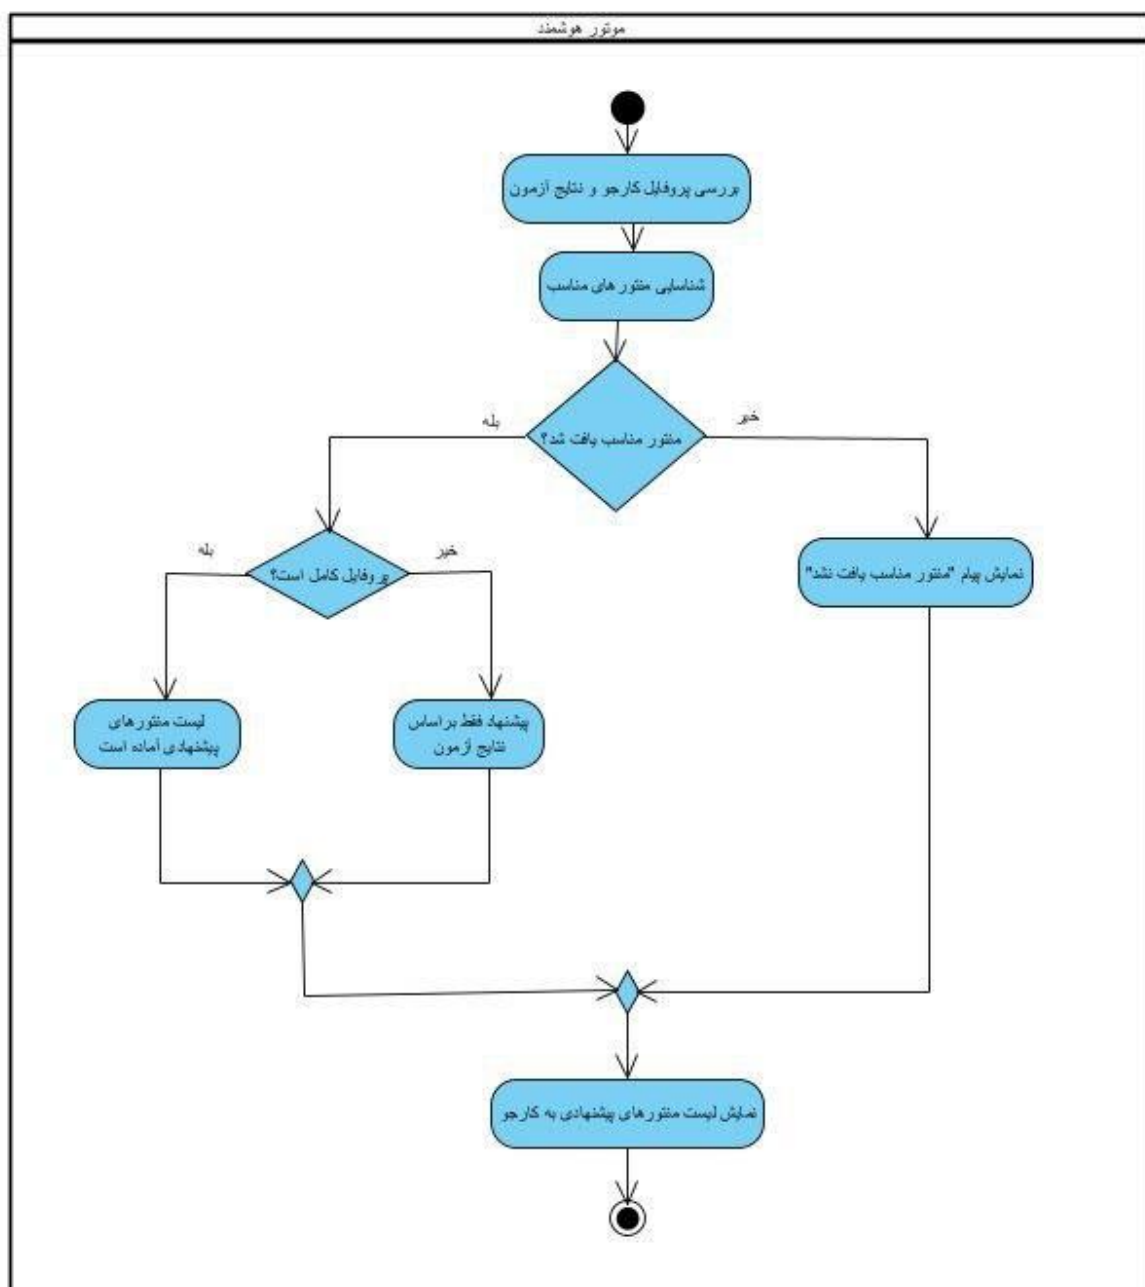 موتور هوشمند
بررسی پروفایل کارجو و نتایج آزمون
شناسایی منتور های مناسب
منتور مناسب یافت شد؟
بله
خیر
پروفایل کامل است؟
بله
خیر
نمایش پیام "منتور مناسب یافت نشد"
لیست منتورهای
پیشنهادی آماده است
پیشنهاد فقط براساس
نتایج آزمون
نمایش لیست منتورهای پیشنهادی به کارجو